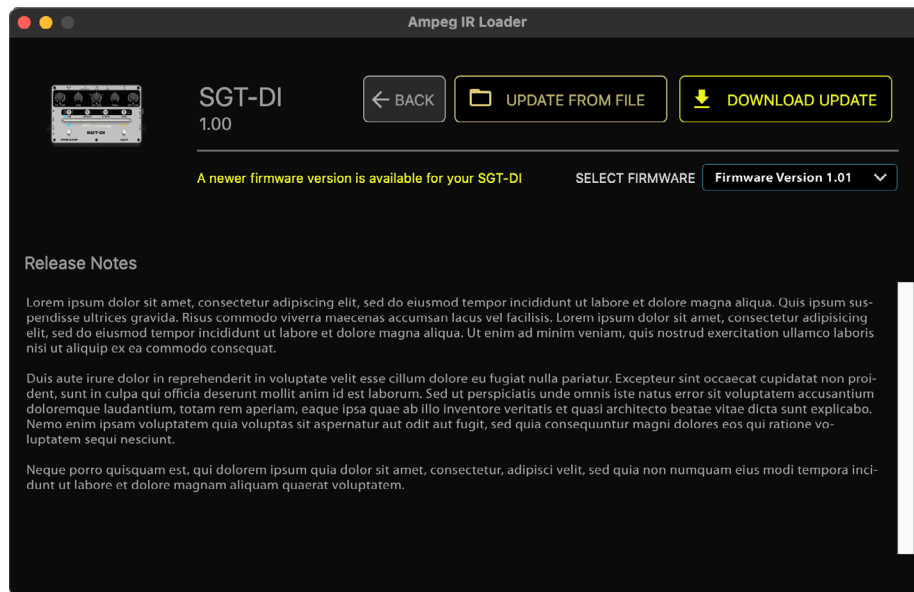 Ampeg IR Loader
SGT-DI
1.00
BACK
UPDATE FROM FILE
DOWNLOAD UPDATE
A newer firmware version is available for your SGT-DI
SELECT FIRMWARE
Firmware Version 1.01
SGT-DI
Release Notes
Lorem ipsum dolor sit amet, consectetur adipiscing elit, sed do eiusmod tempor incididunt ut labore et dolore magna aliqua. Quis ipsum sus-
pendisse ultrices gravida. Risus commodo viverra maecenas accumsan lacus vel facilisis. Lorem ipsum dolor sit amet, consectetur adipisicing
elit, sed do eiusmod tempor incididunt ut labore et dolore magna aliqua. Ut enim ad minim veniam, quis nostrud exercitation ullamco laboris
nisi ut aliquip ex ea commodo consequat.
Duis aute irure dolor in reprehenderit in voluptate velit esse cillum dolore eu fugiat nulla pariatur. Excepteur sint occaecat cupidatat non proi-
dent, sunt in culpa qui officia deserunt mollit anim id est laborum. Sed ut perspiciatis unde omnis iste natus error sit voluptatem accusantium
doloremque laudantium, totam rem aperiam, eaque ipsa quae ab illo inventore veritatis et quasi architecto beatae vitae dicta sunt explicabo.
Nemo enim ipsam voluptatem quia voluptas sit aspernatur aut odit aut fugit, sed quia consequuntur magni dolores eos qui ratione vo-
luptatem sequi nesciunt.
Neque porro quisquam est, qui dolorem ipsum quia dolor sit amet, consectetur, adipisci velit, sed quia non numquam eius modi tempora inci-
dunt ut labore et dolore magnam aliquam quaerat voluptatem.